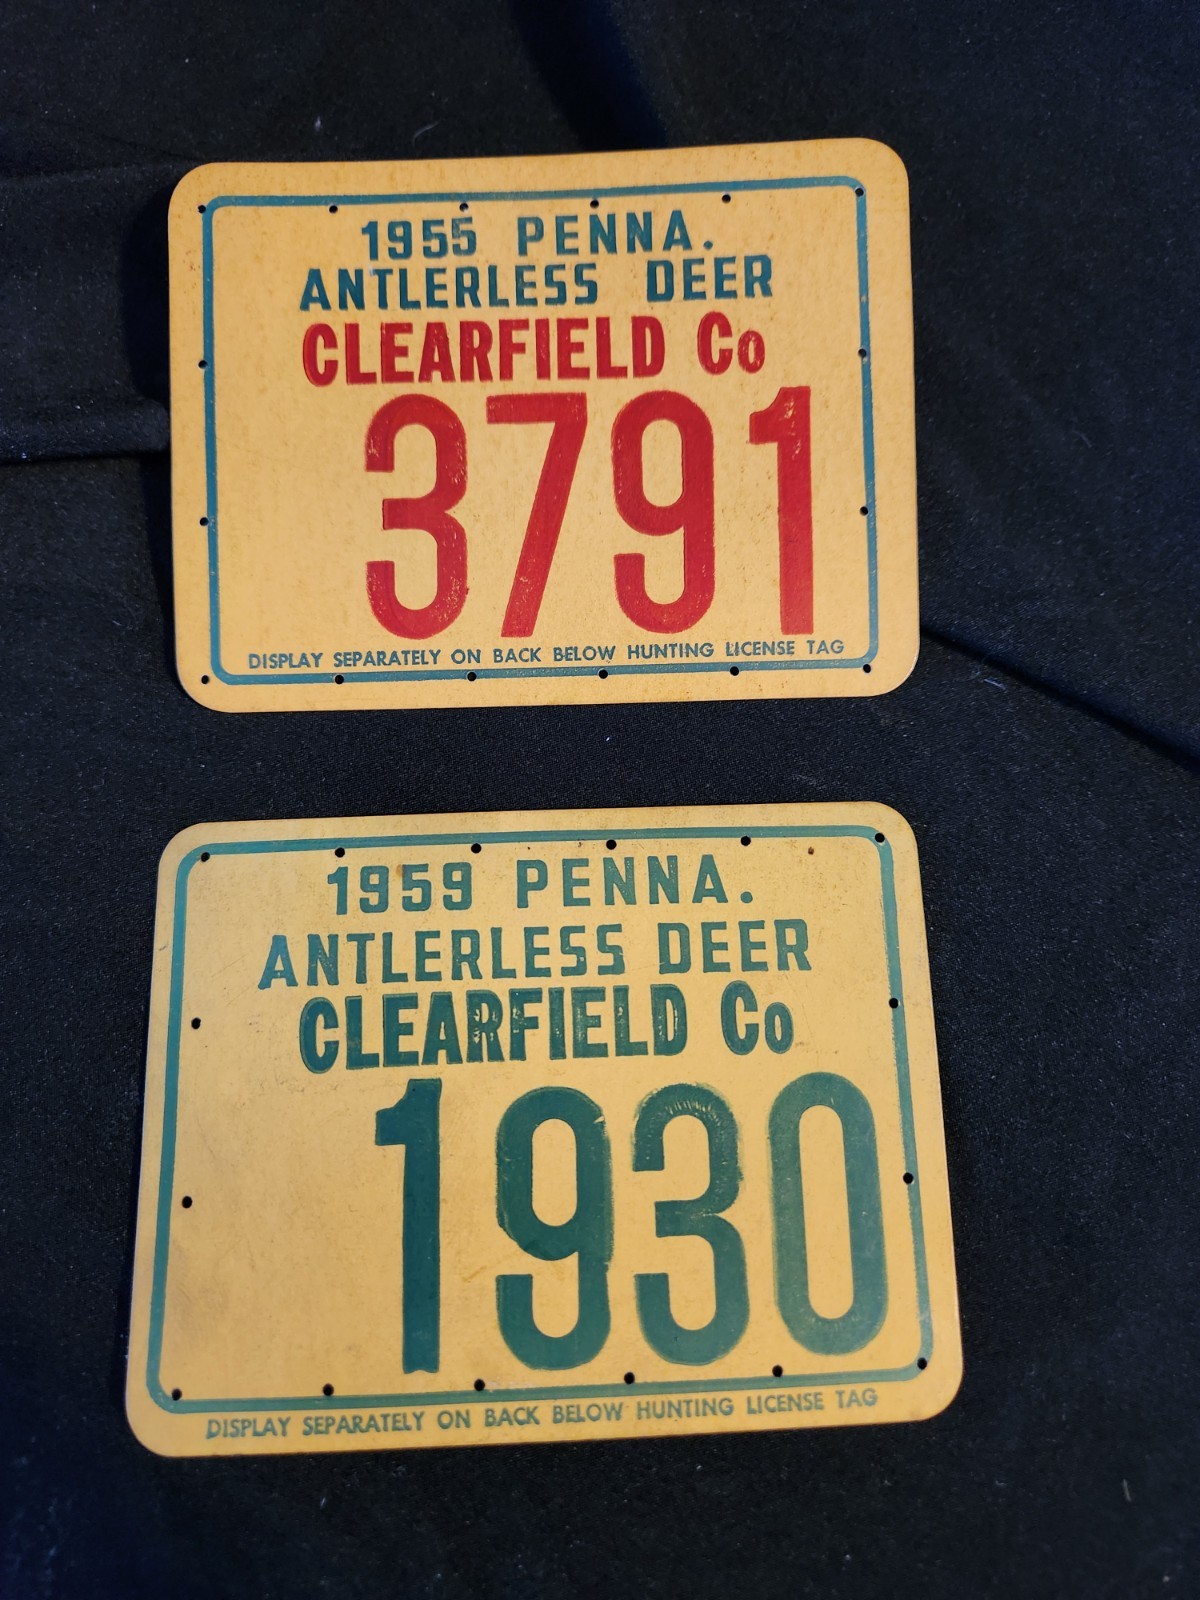 1955 PENNA.
ANTLERLESS DEER
CLEARFIELD Co
3791
DISPLAY SEPARATELY ON BACK BELOW HUNTING LICENSE TAG
1959 PENNA.
ANTLERLESS DEER
CLEARFIELD Co
1930
DISPLAY SEPARATELY ON BACK BELOW HUNTING LICENSE TAG